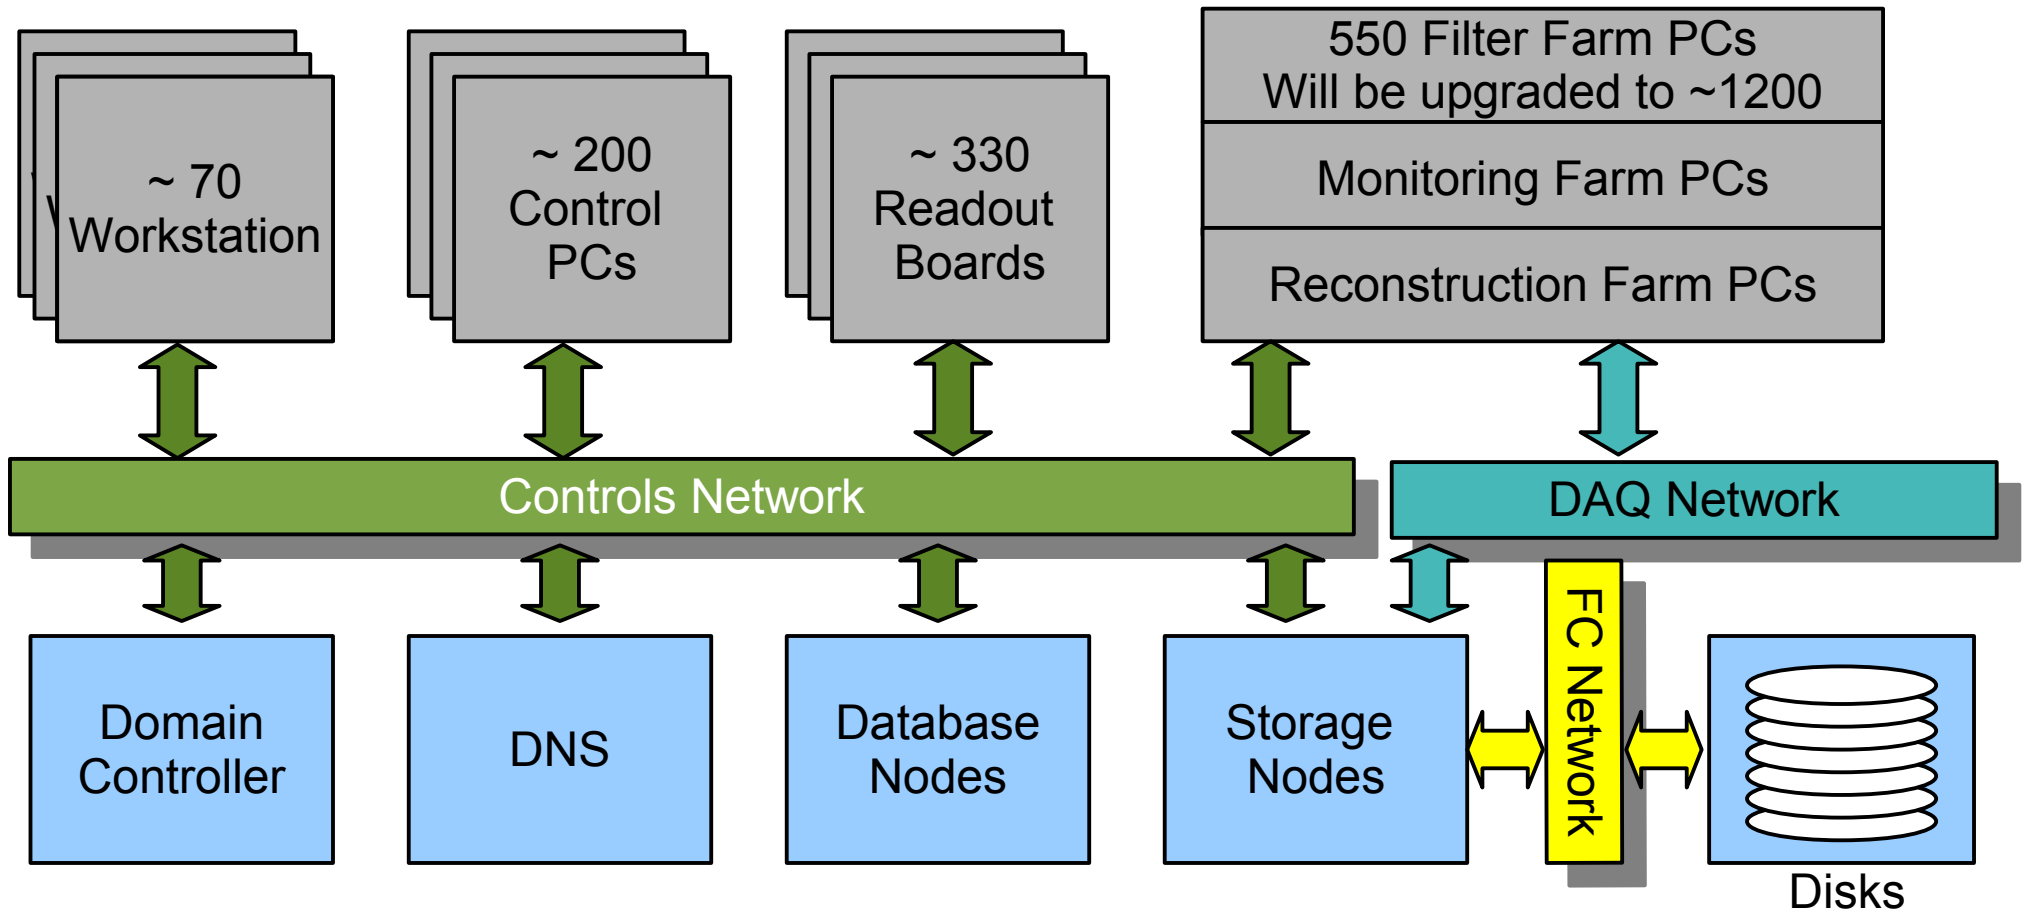 ~ 70
Workstation
~ 200
Control
PCs
~ 330
Readout
Boards
550 Filter Farm PCs
Will be upgraded to ~1200
Monitoring Farm PCs
Reconstruction Farm PCs
Controls Network
DAQ Network
Domain
Controller
DNS
Database
Nodes
Storage
Nodes
FC Network
Disks